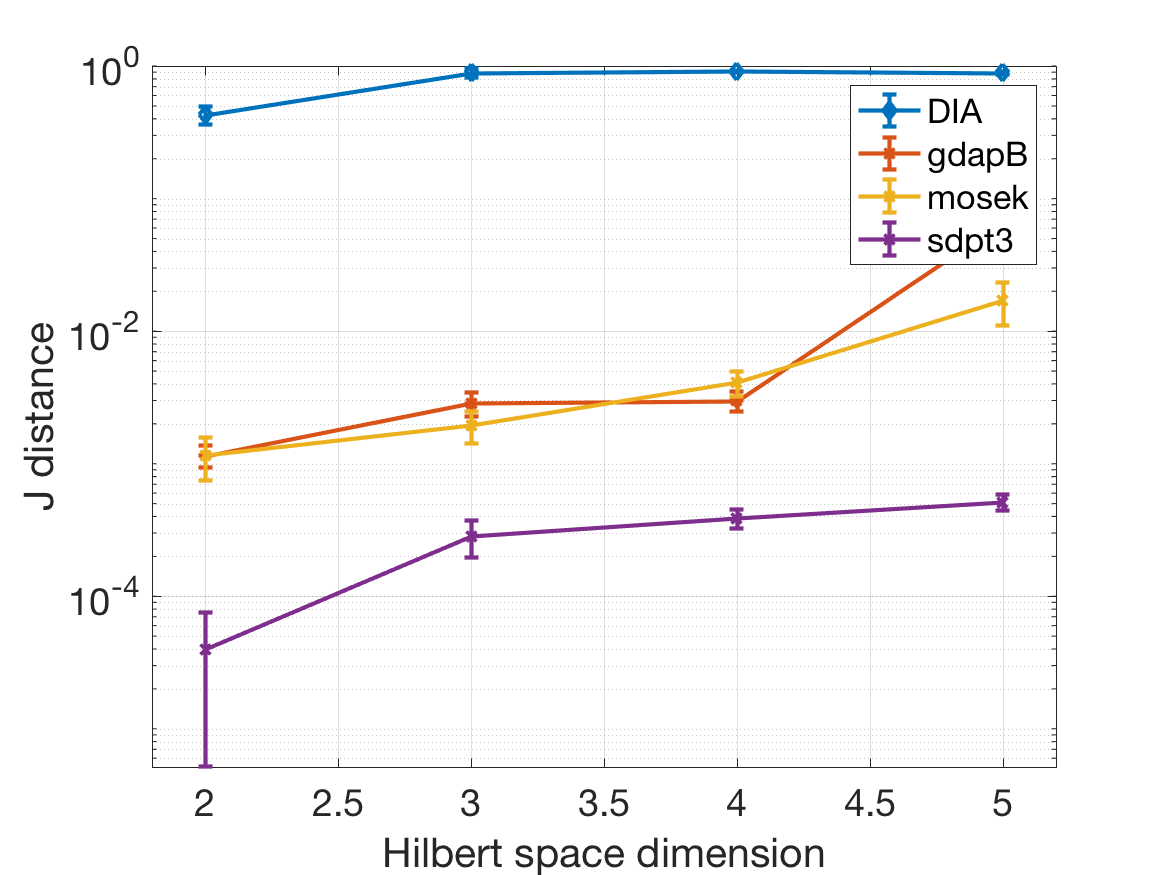 10^0
10^-2
10^-4
J distance
DIA
gdapB
mosek
sdpt3
2 2.5 3 3.5 4 4.5 5
Hilbert space dimension